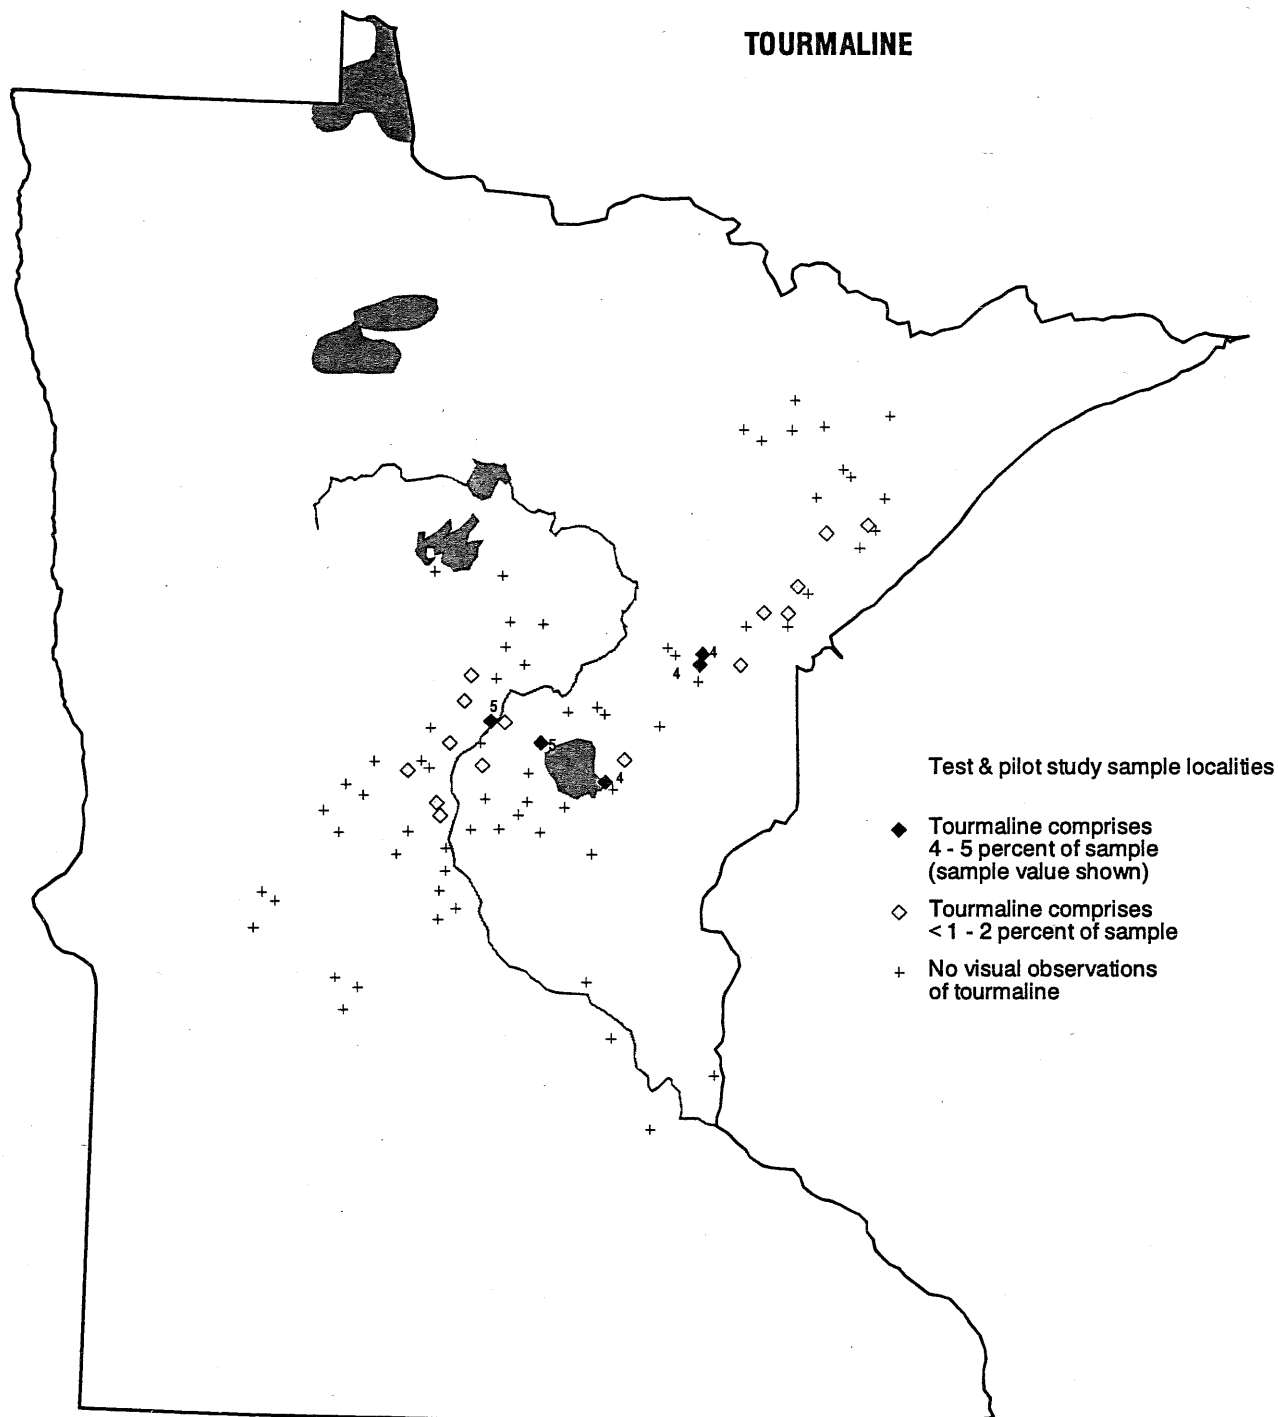 TOURMALINE
4
4
5
5
4
Test & pilot study sample localities
Tourmaline comprises
4 - 5 percent of sample
(sample value shown)
Tourmaline comprises
< 1 - 2 percent of sample
No visual observations
of tourmaline